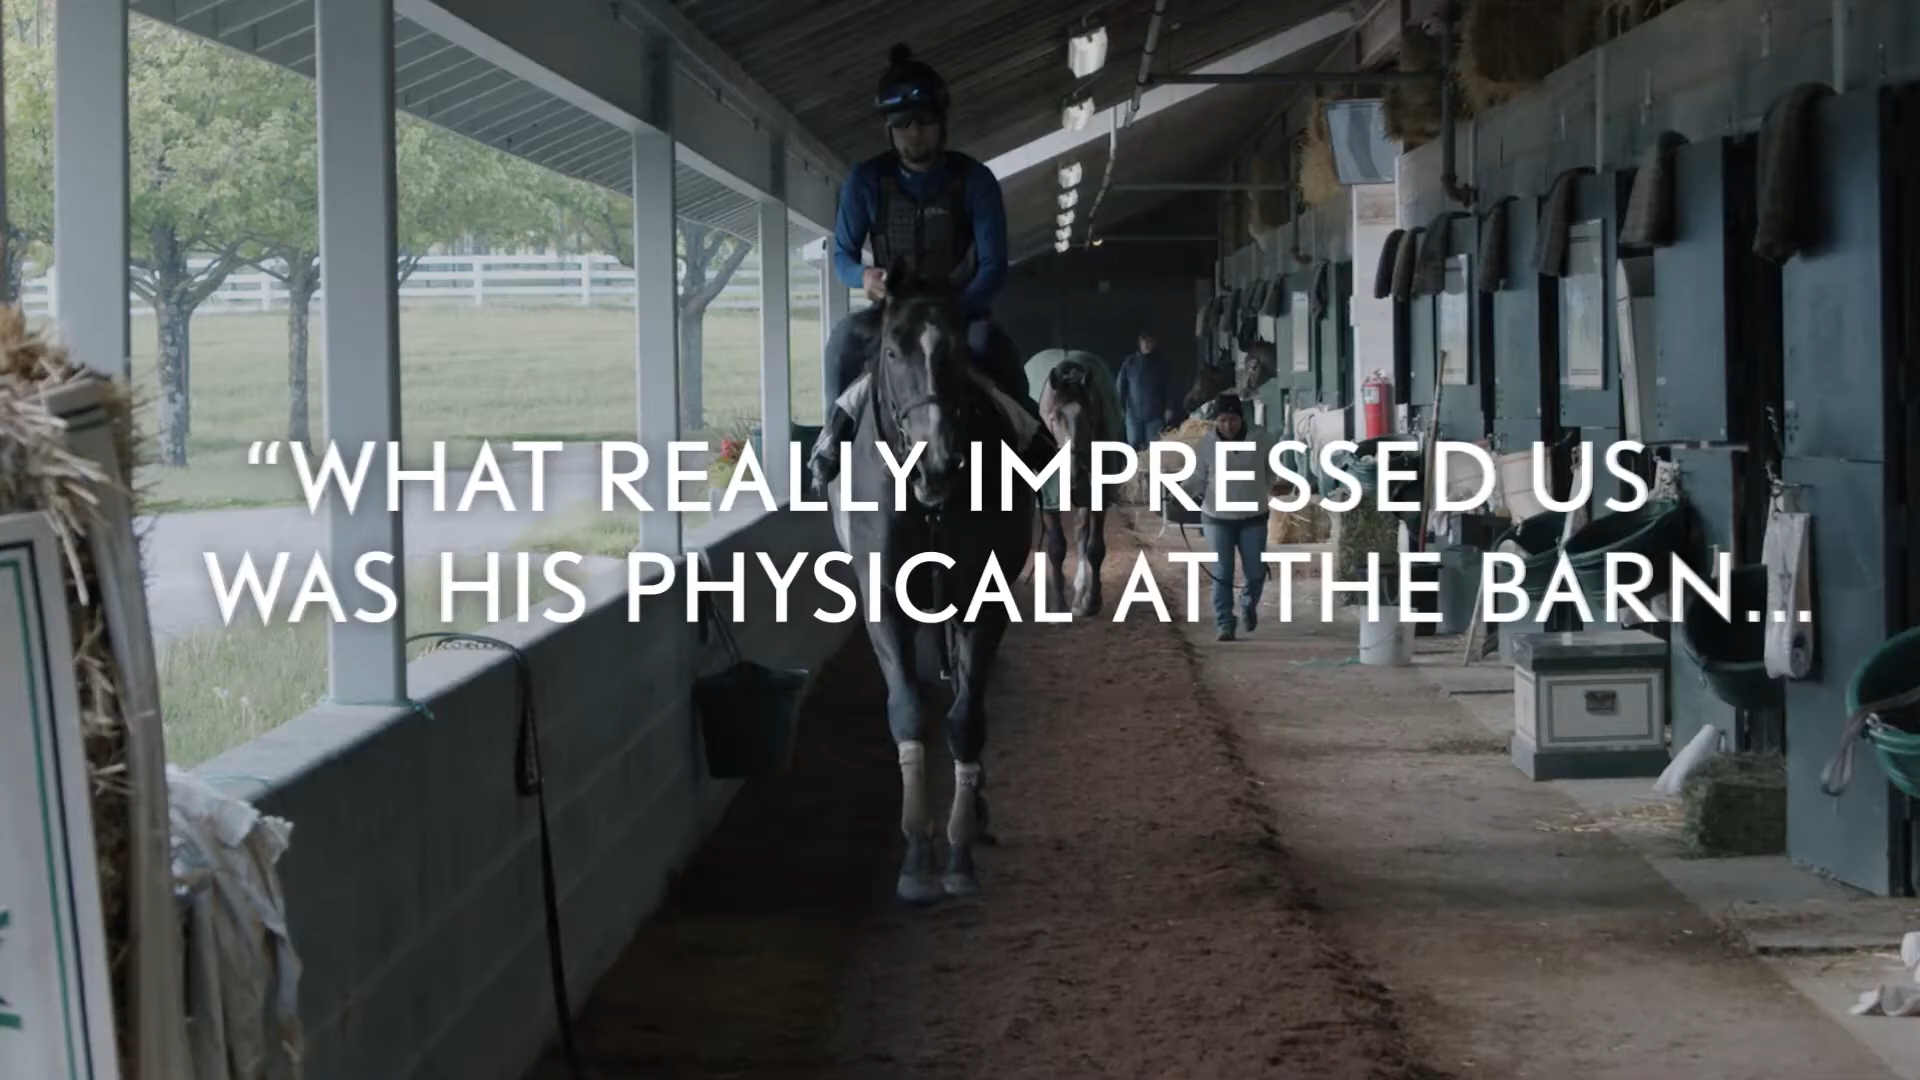 “WHAT REALLY IMPRESSED US
WAS HIS PHYSICAL AT THE BARN...